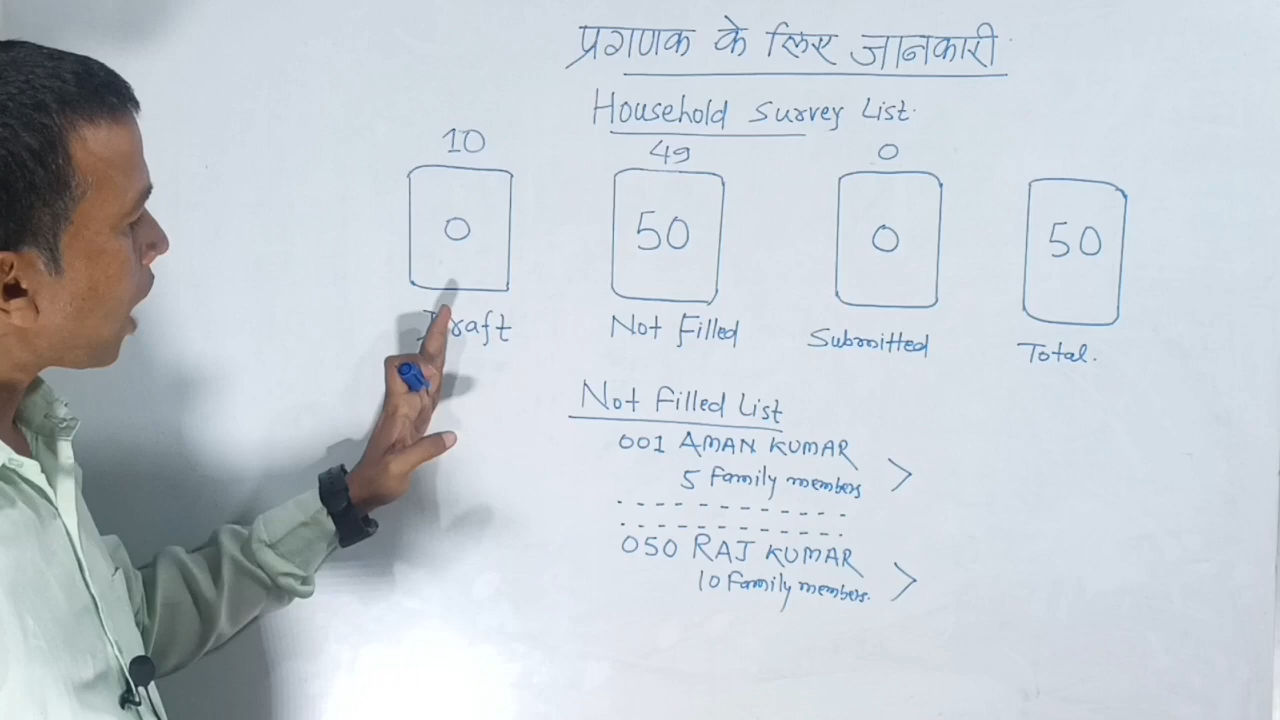 प्रगणक के लिए जानकारी
Household Survey List.
10 49 0
0 50 0 50
Draft Not Filled Submitted Total.
Not Filled List
001 AMAN KUMAR
5 Family members >
050 RAJ KUMAR
10 Family members. >